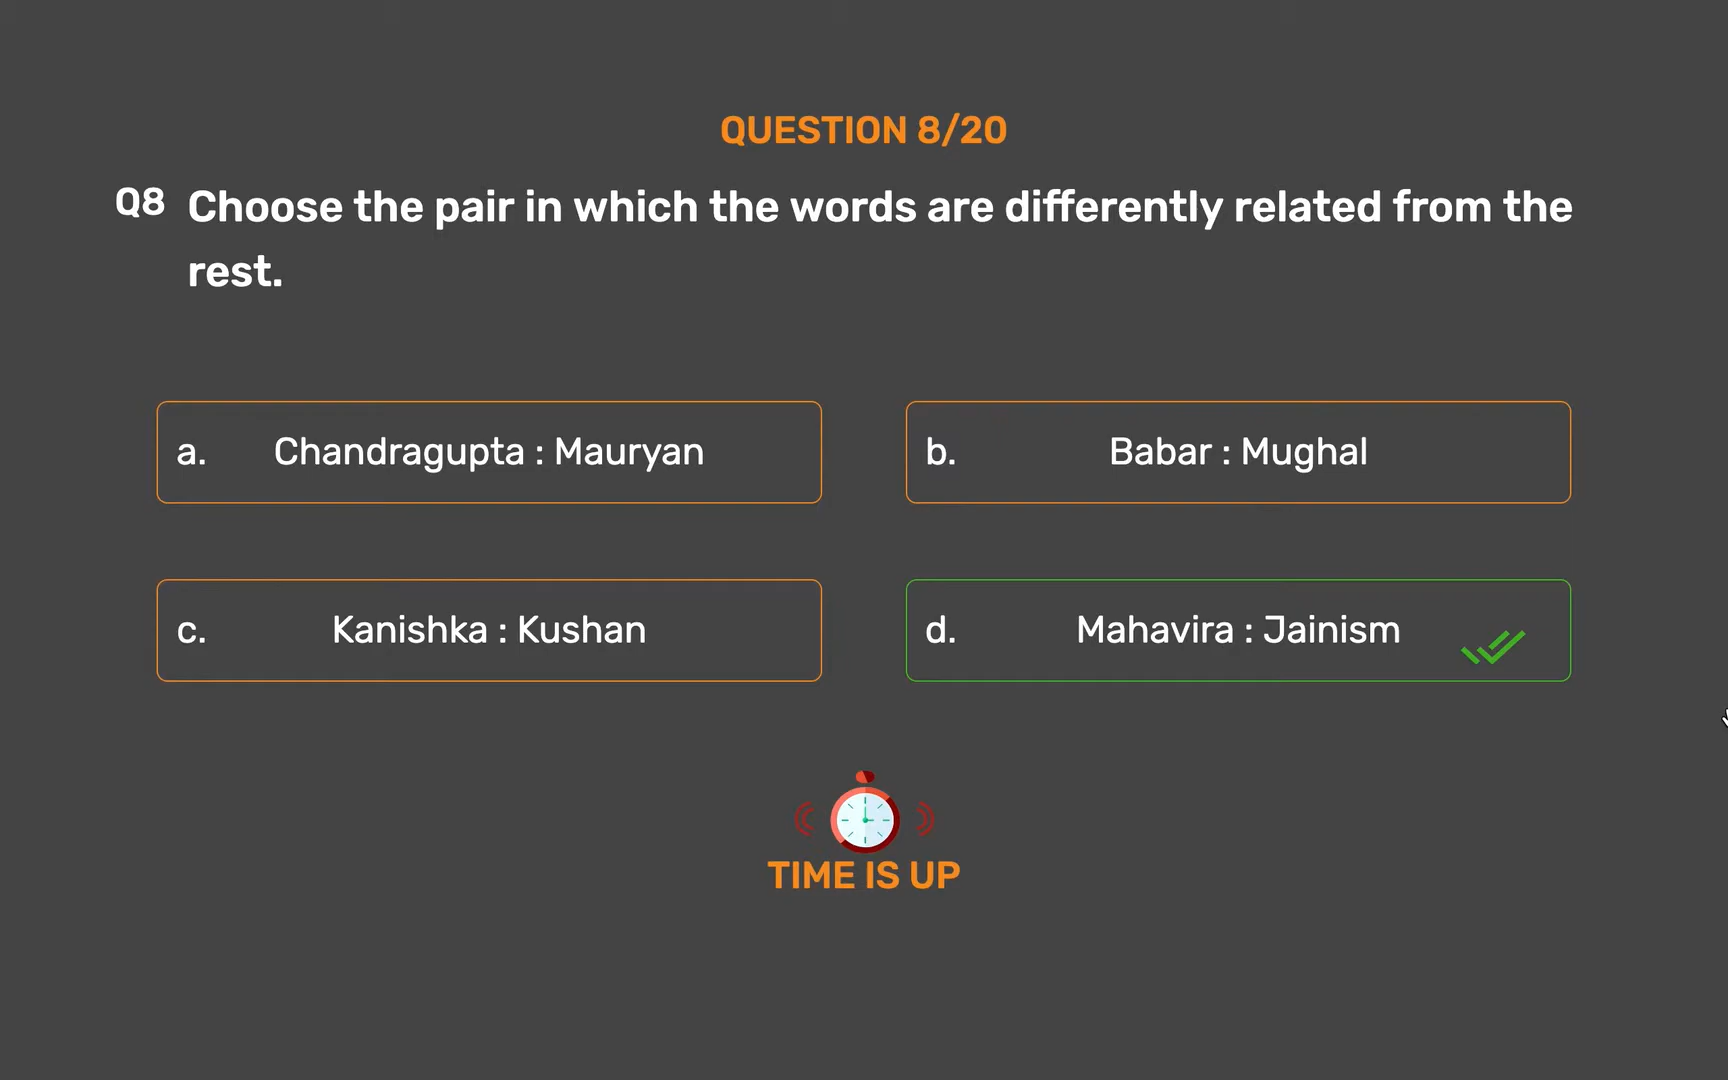 QUESTION 8/20
Q8 Choose the pair in which the words are differently related from the
rest.
a. Chandragupta : Mauryan
b. Babar : Mughal
c. Kanishka : Kushan
d. Mahavira : Jainism
TIME IS UP